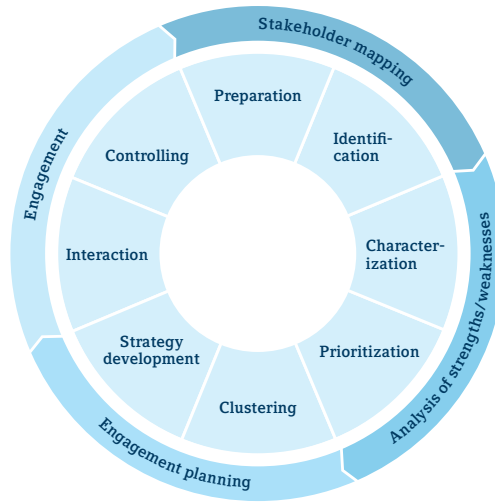 Stakeholder mapping
Preparation
Identifi-
cation
Character-
ization
Analysis of strengths/weaknesses
Prioritization
Clustering
Engagement planning
Strategy
development
Interaction
Engagement
Controlling